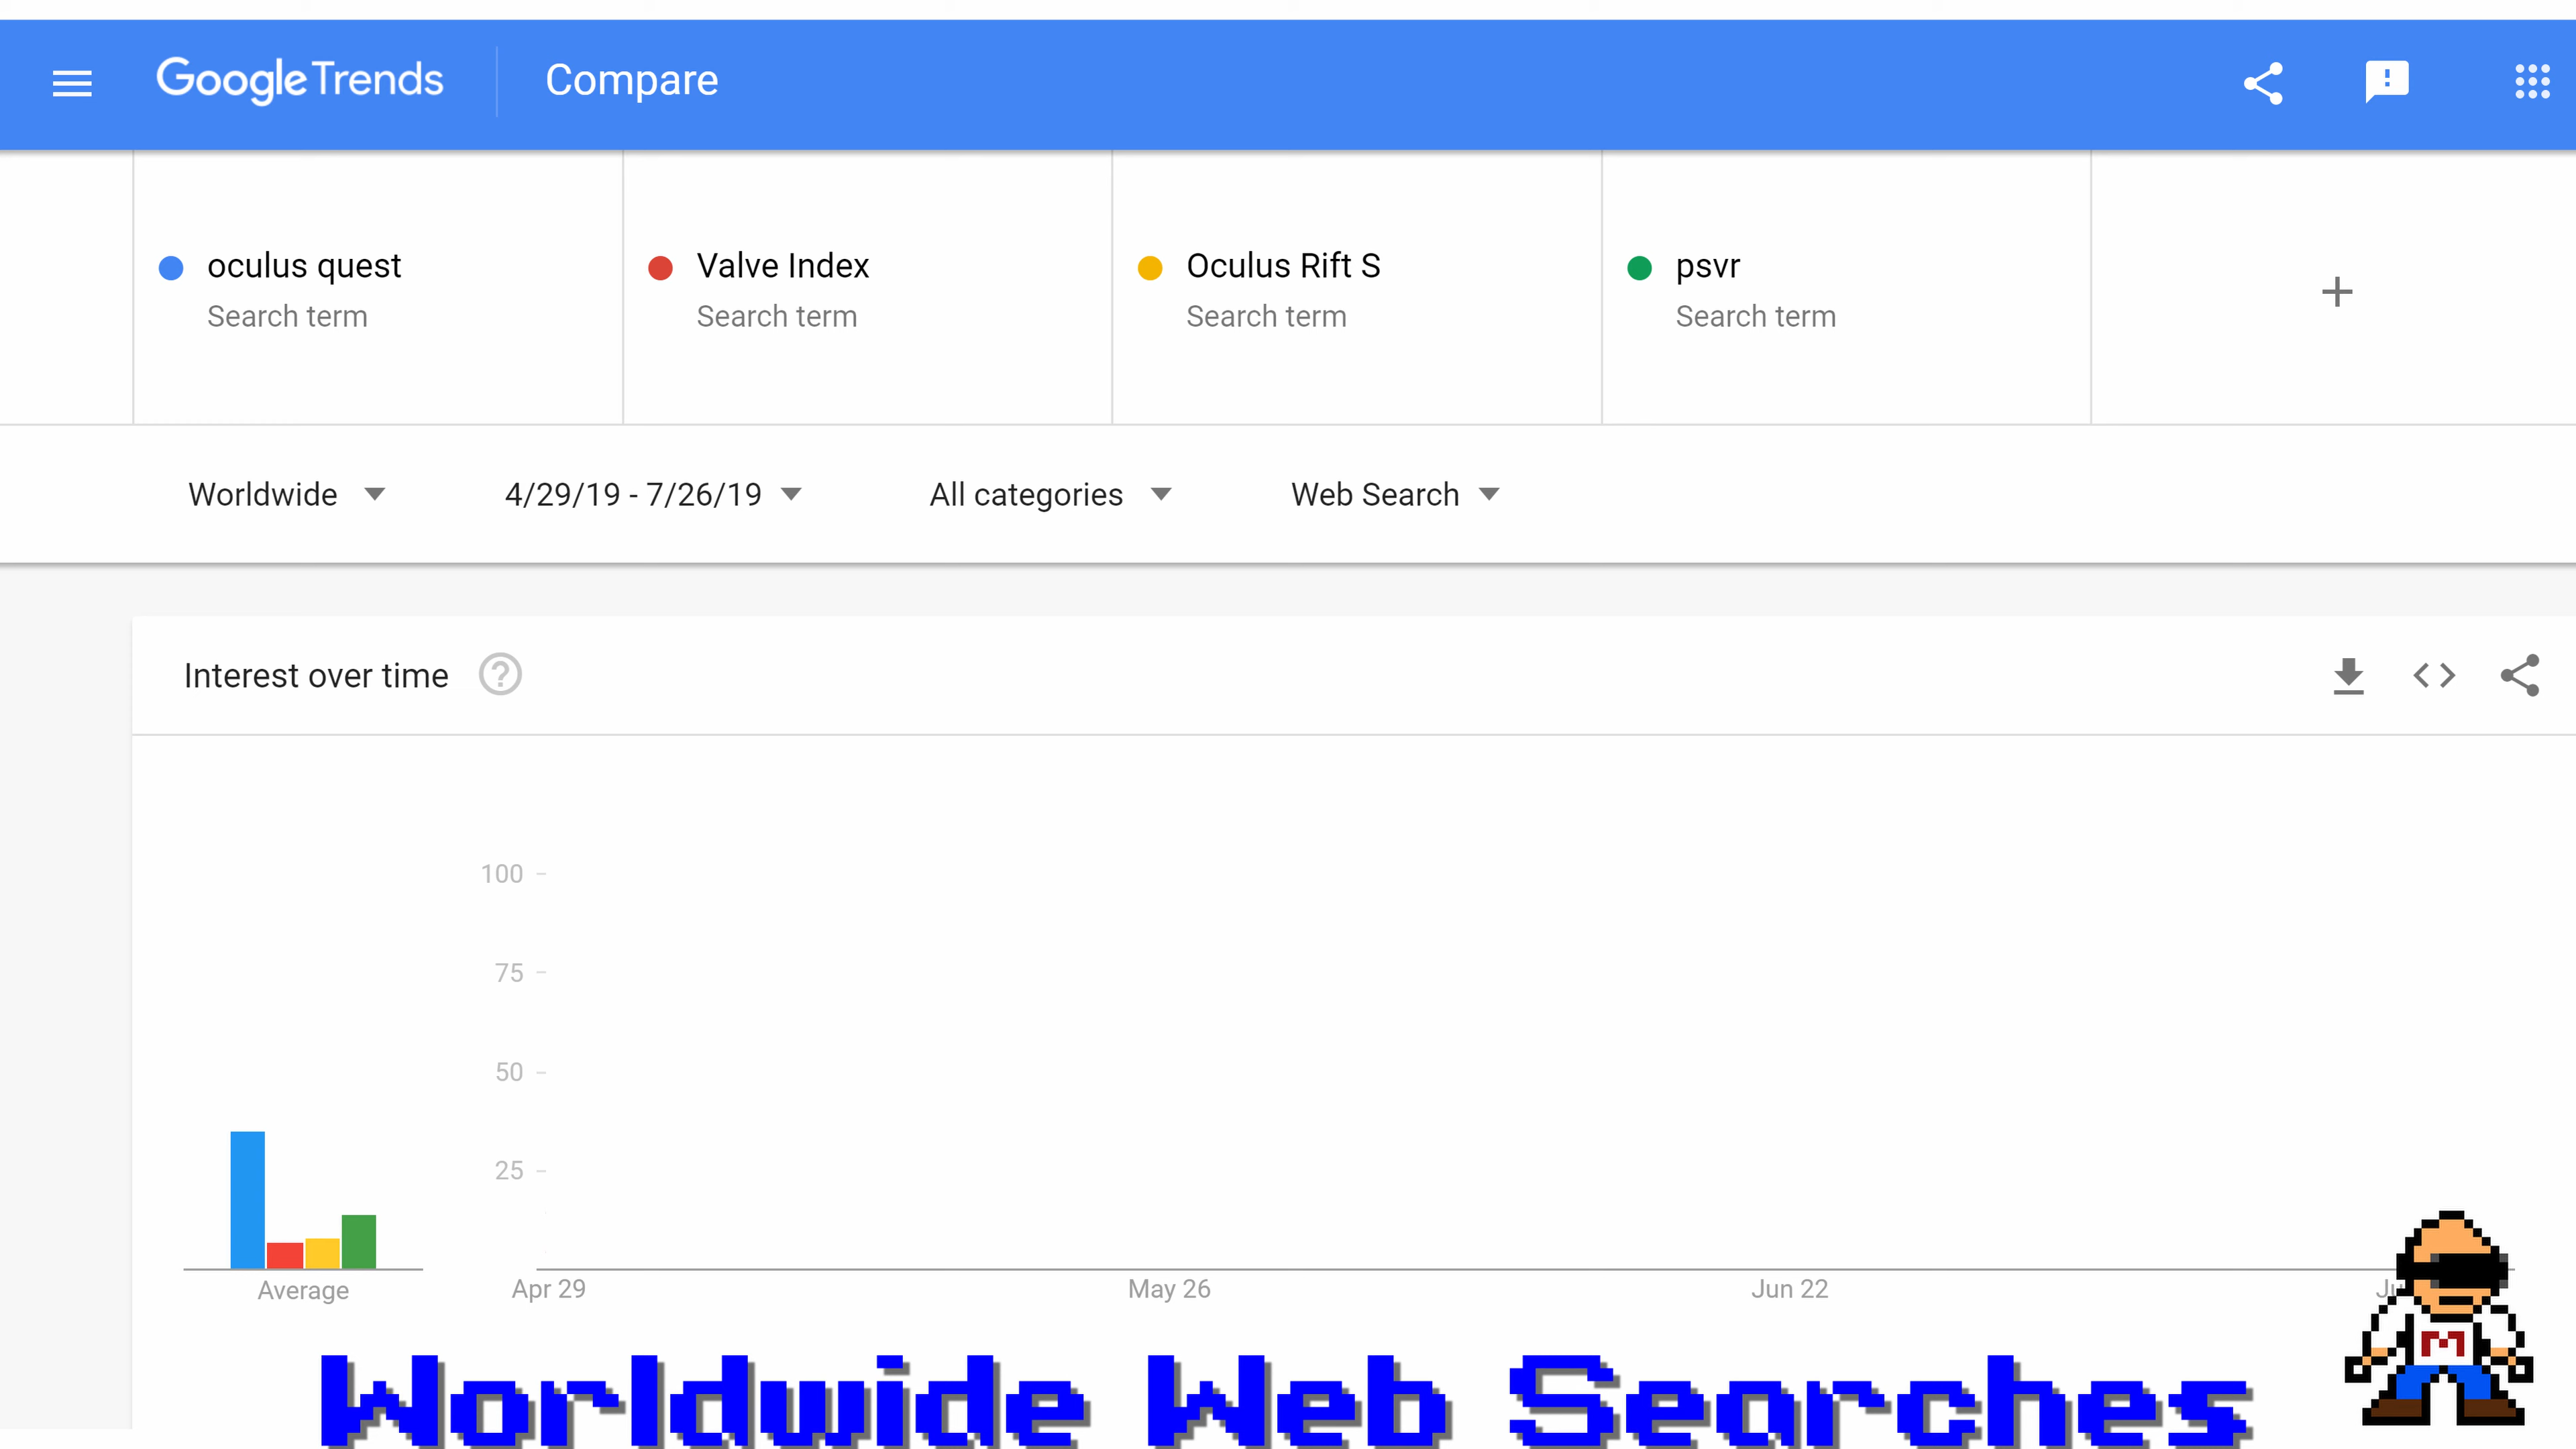 Google Trends
Compare
oculus quest
Search term
Valve Index
Search term
Oculus Rift S
Search term
psvr
Search term
Worldwide
4/29/19 - 7/26/19
All categories
Web Search
Interest over time
100
75
50
25
Average
Apr 29
May 26
Jun 22
M
Worldwide Web Searches